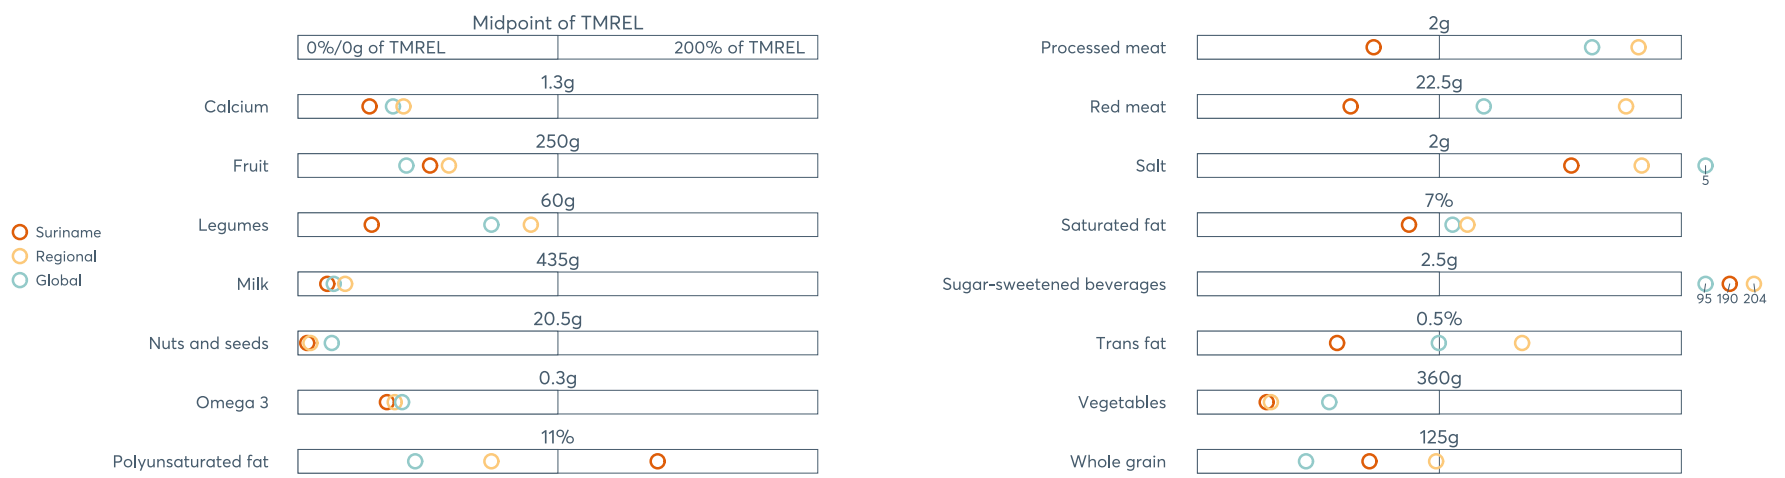 Midpoint of TMREL
0%/0g of TMREL 200% of TMREL
1.3g
Calcium
250g
Fruit
60g
Legumes
435g
Milk
20.5g
Nuts and seeds
0.3g
Omega 3
11%
Polyunsaturated fat
Suriname
Regional
Global
2g
Processed meat
22.5g
Red meat
2g
Salt
5
7%
Saturated fat
2.5g
Sugar-sweetened beverages
95 190 204
0.5%
Trans fat
360g
Vegetables
125g
Whole grain